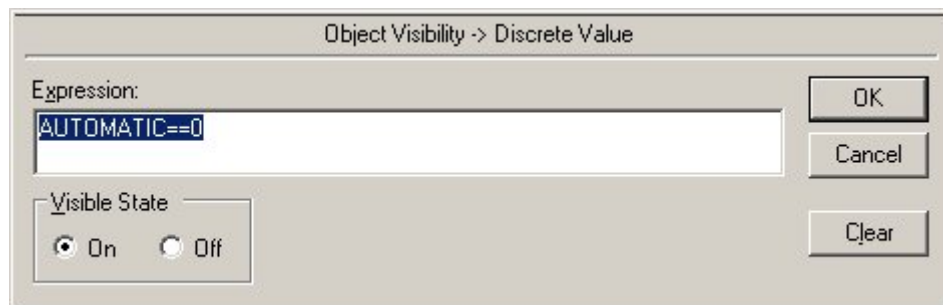 Object Visibility -> Discrete Value
Expression:
AUTOMATIC==0
OK
Cancel
Visible State
On Off
Clear